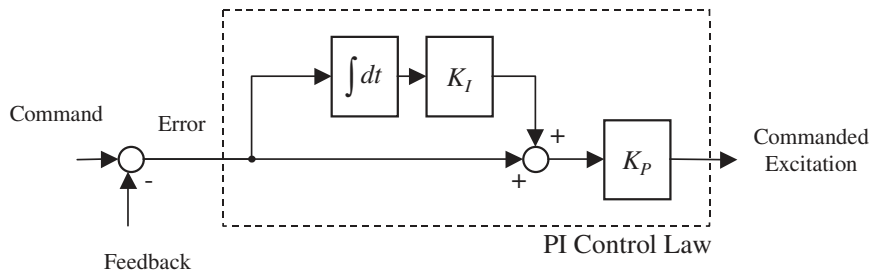 ∫ dt
K_I
Command
Error
+
+
-
K_P
Commanded
Excitation
PI Control Law
Feedback